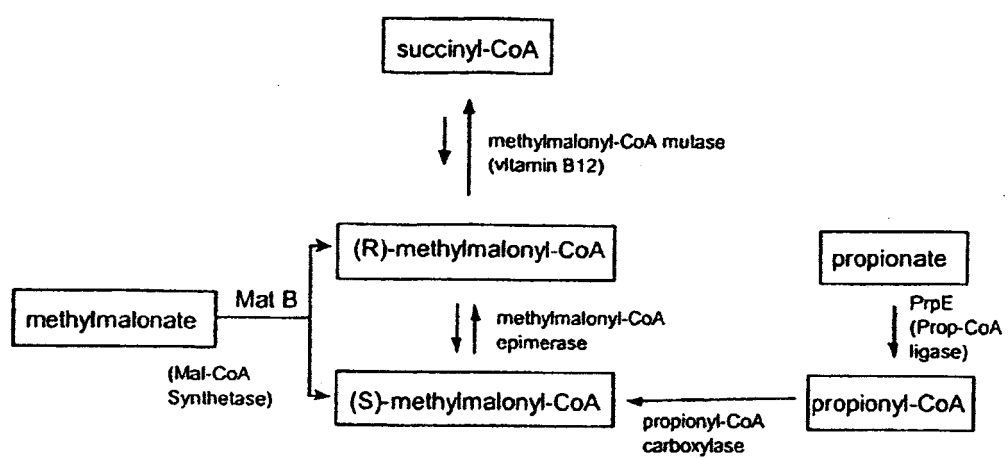 succinyl-CoA
methylmalonyl-CoA mutase
(vitamin B12)
(R)-methylmalonyl-CoA
propionate
Mat B
methylmalonate
methylmalonyl-CoA
epimerase
PrpE
(Prop-CoA
ligase)
(Mal-CoA
Synthetase)
(S)-methylmalonyl-CoA
propionyl-CoA
propionyl-CoA
carboxylase